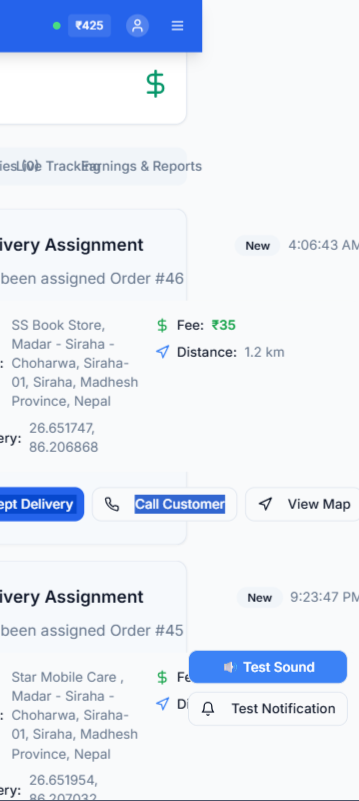 ₹425
ies (0)
Live Tracking
Earnings & Reports
ivery Assignment
New
4:06:43 AM
been assigned Order #46
SS Book Store,
Madar - Siraha -
Choharwa, Siraha-
01, Siraha, Madhesh
Province, Nepal
Fee: ₹35
Distance: 1.2 km
ery:
26.651747,
86.206868
ept Delivery
Call Customer
View Map
ivery Assignment
New
9:23:47 PM
been assigned Order #45
Star Mobile Care ,
Madar - Siraha -
Choharwa, Siraha-
01, Siraha, Madhesh
Province, Nepal
Fe
Di
Test Sound
Test Notification
26.651954,
86.207032